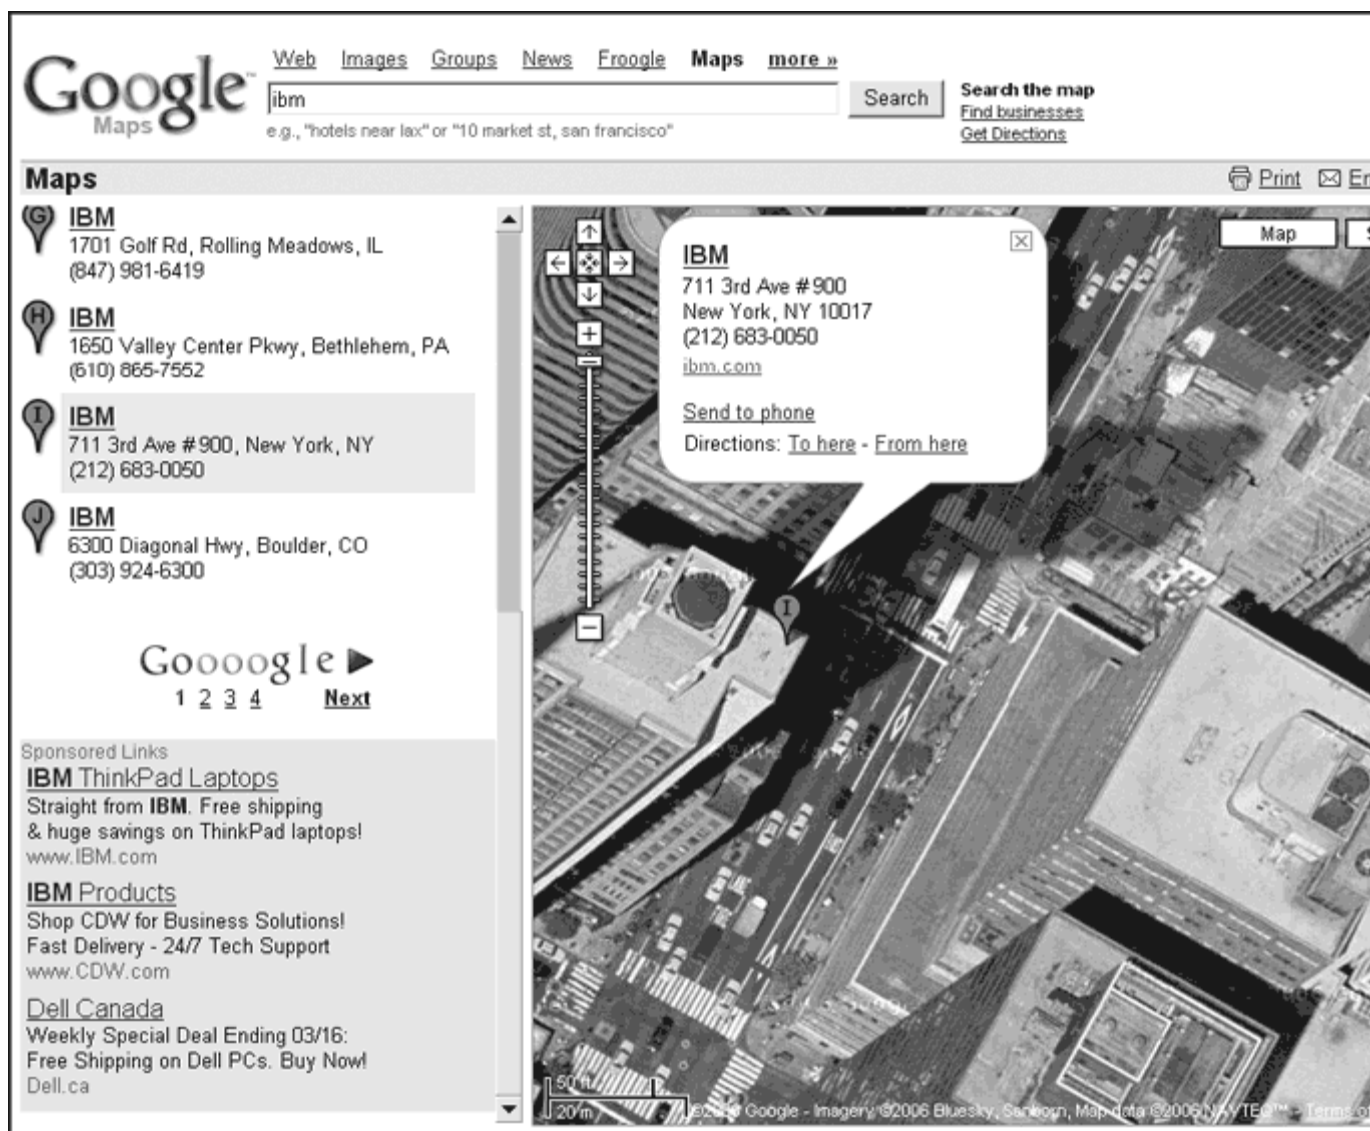 Web Images Groups News Froogle Maps more »
Google™
Maps
ibm
Search
e.g., "hotels near lax" or "10 market st, san francisco"
Search the map
Find businesses
Get Directions
Maps
Print
G
IBM
1701 Golf Rd, Rolling Meadows, IL
(847) 981-6419
H
IBM
1650 Valley Center Pkwy, Bethlehem, PA
(610) 865-7552
I
IBM
711 3rd Ave #900, New York, NY
(212) 683-0050
J
IBM
6300 Diagonal Hwy, Boulder, CO
(303) 924-6300
Goooogle
1 2 3 4 Next
Sponsored Links
IBM ThinkPad Laptops
Straight from IBM. Free shipping
& huge savings on ThinkPad laptops!
www.IBM.com
IBM Products
Shop CDW for Business Solutions!
Fast Delivery - 24/7 Tech Support
www.CDW.com
Dell Canada
Weekly Special Deal Ending 03/16:
Free Shipping on Dell PCs. Buy Now!
Dell.ca
Map
IBM
711 3rd Ave #900
New York, NY 10017
(212) 683-0050
ibm.com
Send to phone
Directions: To here - From here
I
50 ft
20 m
Google - Imagery ©2006 Bluesky, Sanborn, Map data ©2006 NAVTEQ™ - Terms